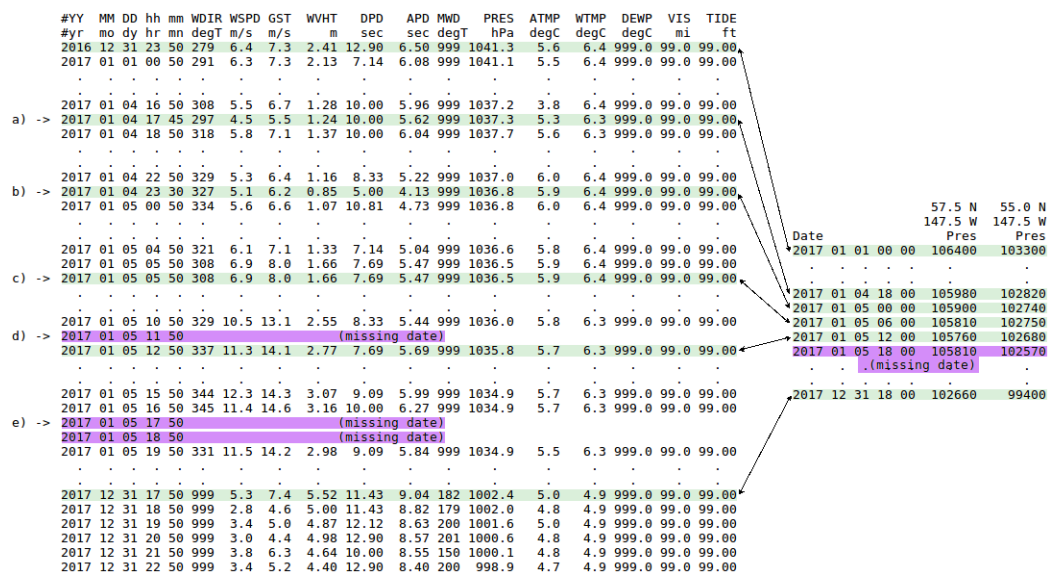 #YY MM DD hh mm WDIR WSPD GST WVHT DPD APD MWD PRES ATMP WTMP DEWP VIS TIDE
#yr mo dy hr mn degT m/s m/s m sec sec degT hPa degC degC degC mi ft
2016 12 31 23 50 279 6.4 7.3 2.41 12.90 6.50 999 1041.3 5.6 6.4 999.0 99.0 99.00
2017 01 01 00 50 291 6.3 7.3 2.13 7.14 6.08 999 1041.1 5.5 6.4 999.0 99.0 99.00
. . . . . . . . . . . . . . . . . .
. . . . . . . . . . . . . . . . . .
2017 01 04 16 50 308 5.5 6.7 1.28 10.00 5.96 999 1037.2 3.8 6.4 999.0 99.0 99.00
a) -> 2017 01 04 17 45 297 4.5 5.5 1.24 10.00 5.62 999 1037.3 5.3 6.3 999.0 99.0 99.00
2017 01 04 18 50 318 5.8 7.1 1.37 10.00 6.04 999 1037.7 5.6 6.3 999.0 99.0 99.00
. . . . . . . . . . . . . . . . . .
. . . . . . . . . . . . . . . . . .
2017 01 04 22 50 329 5.3 6.4 1.16 8.33 5.22 999 1037.0 6.0 6.4 999.0 99.0 99.00
b) -> 2017 01 04 23 30 327 5.1 6.2 0.85 5.00 4.13 999 1036.8 5.9 6.4 999.0 99.0 99.00
2017 01 05 00 50 334 5.6 6.6 1.07 10.81 4.73 999 1036.8 6.0 6.4 999.0 99.0 99.00
. . . . . . . . . . . . . . . . . .
. . . . . . . . . . . . . . . . . .
2017 01 05 04 50 321 6.1 7.1 1.33 7.14 5.04 999 1036.6 5.8 6.4 999.0 99.0 99.00
2017 01 05 05 50 308 6.9 8.0 1.66 7.69 5.47 999 1036.5 5.9 6.4 999.0 99.0 99.00
c) -> 2017 01 05 05 50 308 6.9 8.0 1.66 7.69 5.47 999 1036.5 5.9 6.4 999.0 99.0 99.00
. . . . . . . . . . . . . . . . . .
. . . . . . . . . . . . . . . . . .
2017 01 05 10 50 329 10.5 13.1 2.55 8.33 5.44 999 1036.0 5.8 6.3 999.0 99.0 99.00
d) -> 2017 01 05 11 50 (missing date)
2017 01 05 12 50 337 11.3 14.1 2.77 7.69 5.69 999 1035.8 5.7 6.3 999.0 99.0 99.00
. . . . . . . . . . . . . . . . . .
. . . . . . . . . . . . . . . . . .
2017 01 05 15 50 344 12.3 14.3 3.07 9.09 5.99 999 1034.9 5.7 6.3 999.0 99.0 99.00
2017 01 05 16 50 345 11.4 14.6 3.16 10.00 6.27 999 1034.9 5.7 6.3 999.0 99.0 99.00
e) -> 2017 01 05 17 50 (missing date)
2017 01 05 18 50 (missing date)
2017 01 05 19 50 331 11.5 14.2 2.98 9.09 5.84 999 1034.9 5.5 6.3 999.0 99.0 99.00
. . . . . . . . . . . . . . . . . .
. . . . . . . . . . . . . . . . . .
2017 12 31 17 50 999 5.3 7.4 5.52 11.43 9.04 182 1002.4 5.0 4.9 999.0 99.0 99.00
2017 12 31 18 50 999 2.8 4.6 5.00 11.43 8.82 179 1002.0 4.8 4.9 999.0 99.0 99.00
2017 12 31 19 50 999 3.4 5.0 4.87 12.12 8.63 200 1001.6 5.0 4.9 999.0 99.0 99.00
2017 12 31 20 50 999 3.0 4.4 4.98 12.90 8.57 201 1000.6 4.8 4.9 999.0 99.0 99.00
2017 12 31 21 50 999 3.8 6.3 4.64 10.00 8.55 150 1000.1 4.8 4.9 999.0 99.0 99.00
2017 12 31 22 50 999 3.4 5.2 4.40 12.90 8.40 200 998.9 4.7 4.9 999.0 99.0 99.00
57.5 N 55.0 N
147.5 W 147.5 W
Date Pres Pres
2017 01 01 00 00 106400 103300
. . . . . . .
. . . . . . .
2017 01 04 18 00 105980 102820
2017 01 05 00 00 105900 102740
2017 01 05 06 00 105810 102750
2017 01 05 12 00 105760 102680
2017 01 05 18 00 105810 102570
. . .(missing date) .
. . . . . . .
2017 12 31 18 00 102660 99400